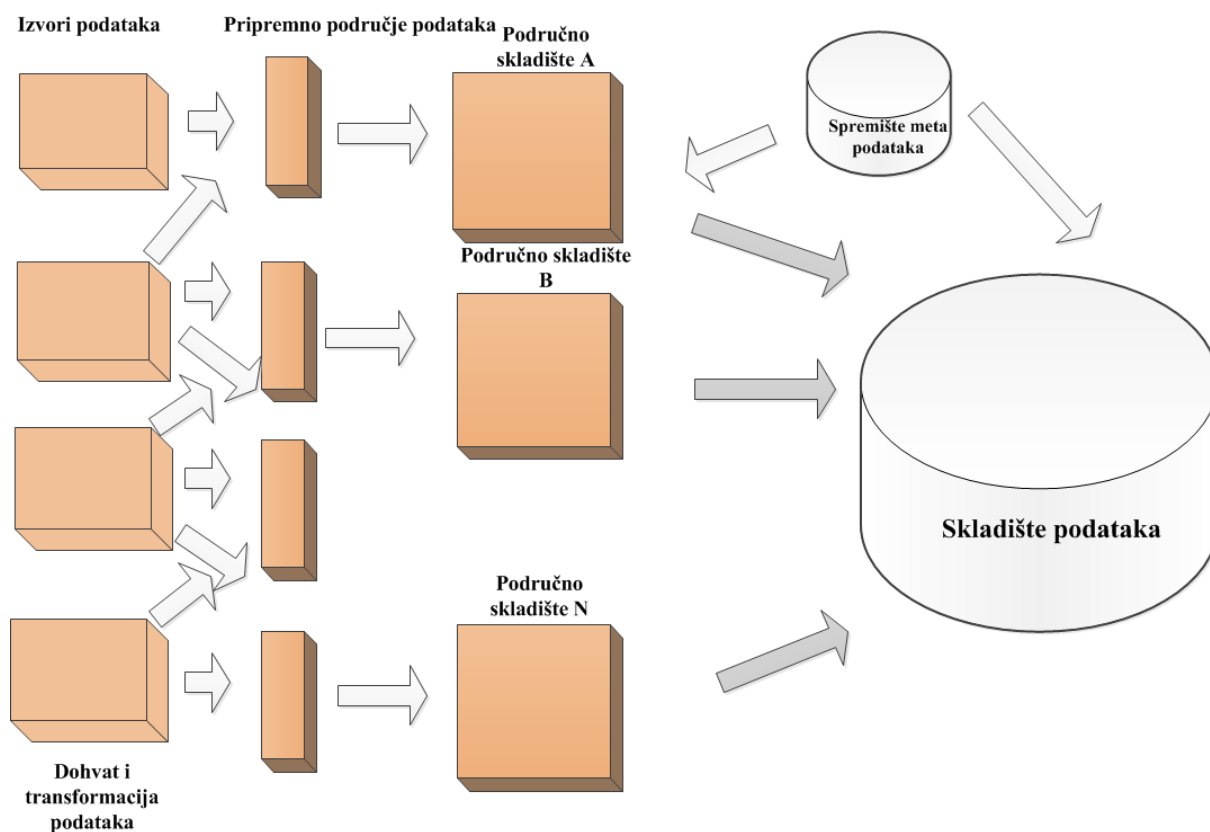 Izvori podataka
Pripremno područje podataka
Područno
skladište A
Spremište meta
podataka
Područno skladište
B
Skladište podataka
Područno
skladište N
Dohvat i
transformacija
podataka